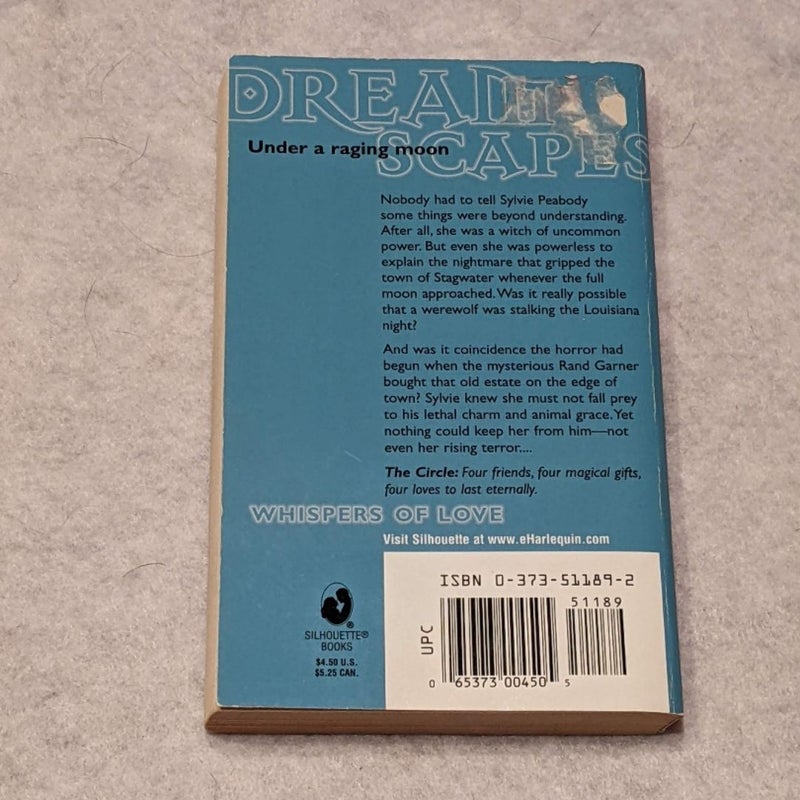 DREAM
SCAPES
Under a raging moon
Nobody had to tell Sylvie Peabody
some things were beyond understanding.
After all, she was a witch of uncommon
power. But even she was powerless to
explain the nightmare that gripped the
town of Stagwater whenever the full
moon approached. Was it really possible
that a werewolf was stalking the Louisiana
night?
And was it coincidence the horror had
begun when the mysterious Rand Garner
bought that old estate on the edge of
town? Sylvie knew she must not fall prey
to his lethal charm and animal grace. Yet
nothing could keep her from him—not
even her rising terror....
The Circle: Four friends, four magical gifts,
four loves to last eternally.
WHISPERS OF LOVE
Visit Silhouette at www.eHarlequin.com
SILHOUETTE®
BOOKS
$4.50 U.S.
$5.25 CAN.
ISBN 0-373-51189-2
51189
UPC
0 65373 00450 5